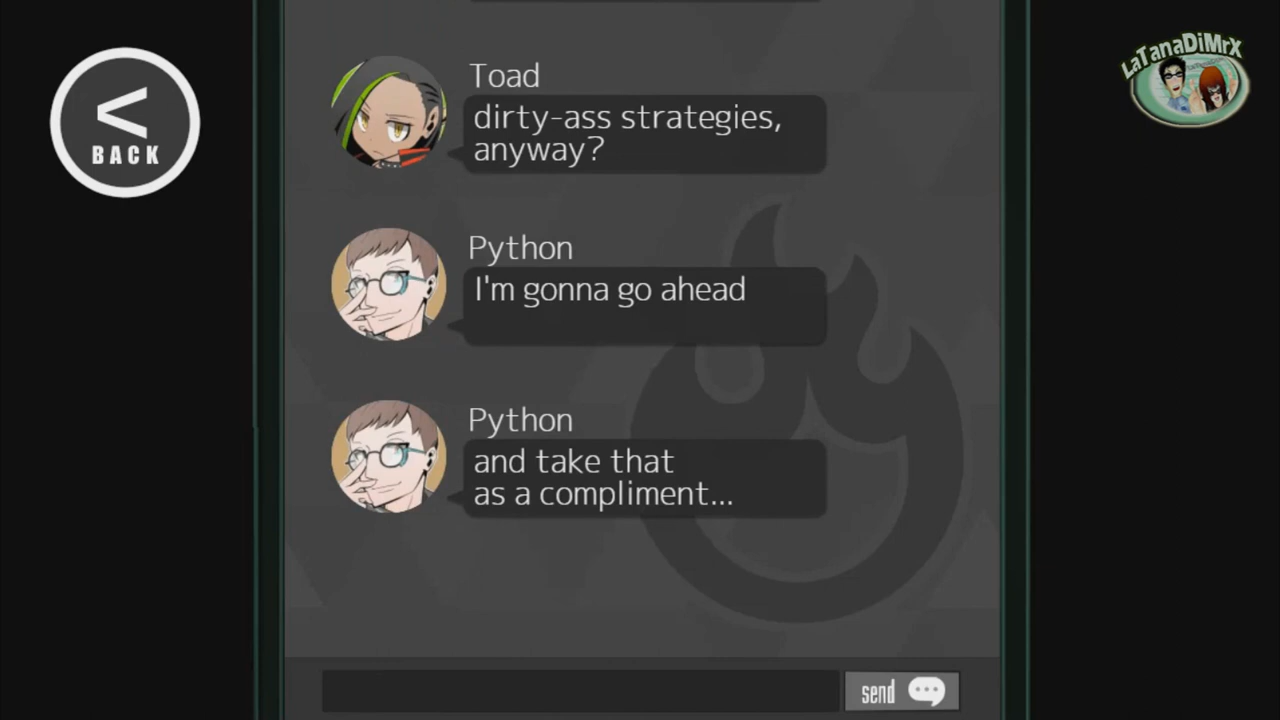 <
BACK
LaTanaDiMrX
Toad
dirty-ass strategies,
anyway?
Python
I'm gonna go ahead
Python
and take that
as a compliment...
send